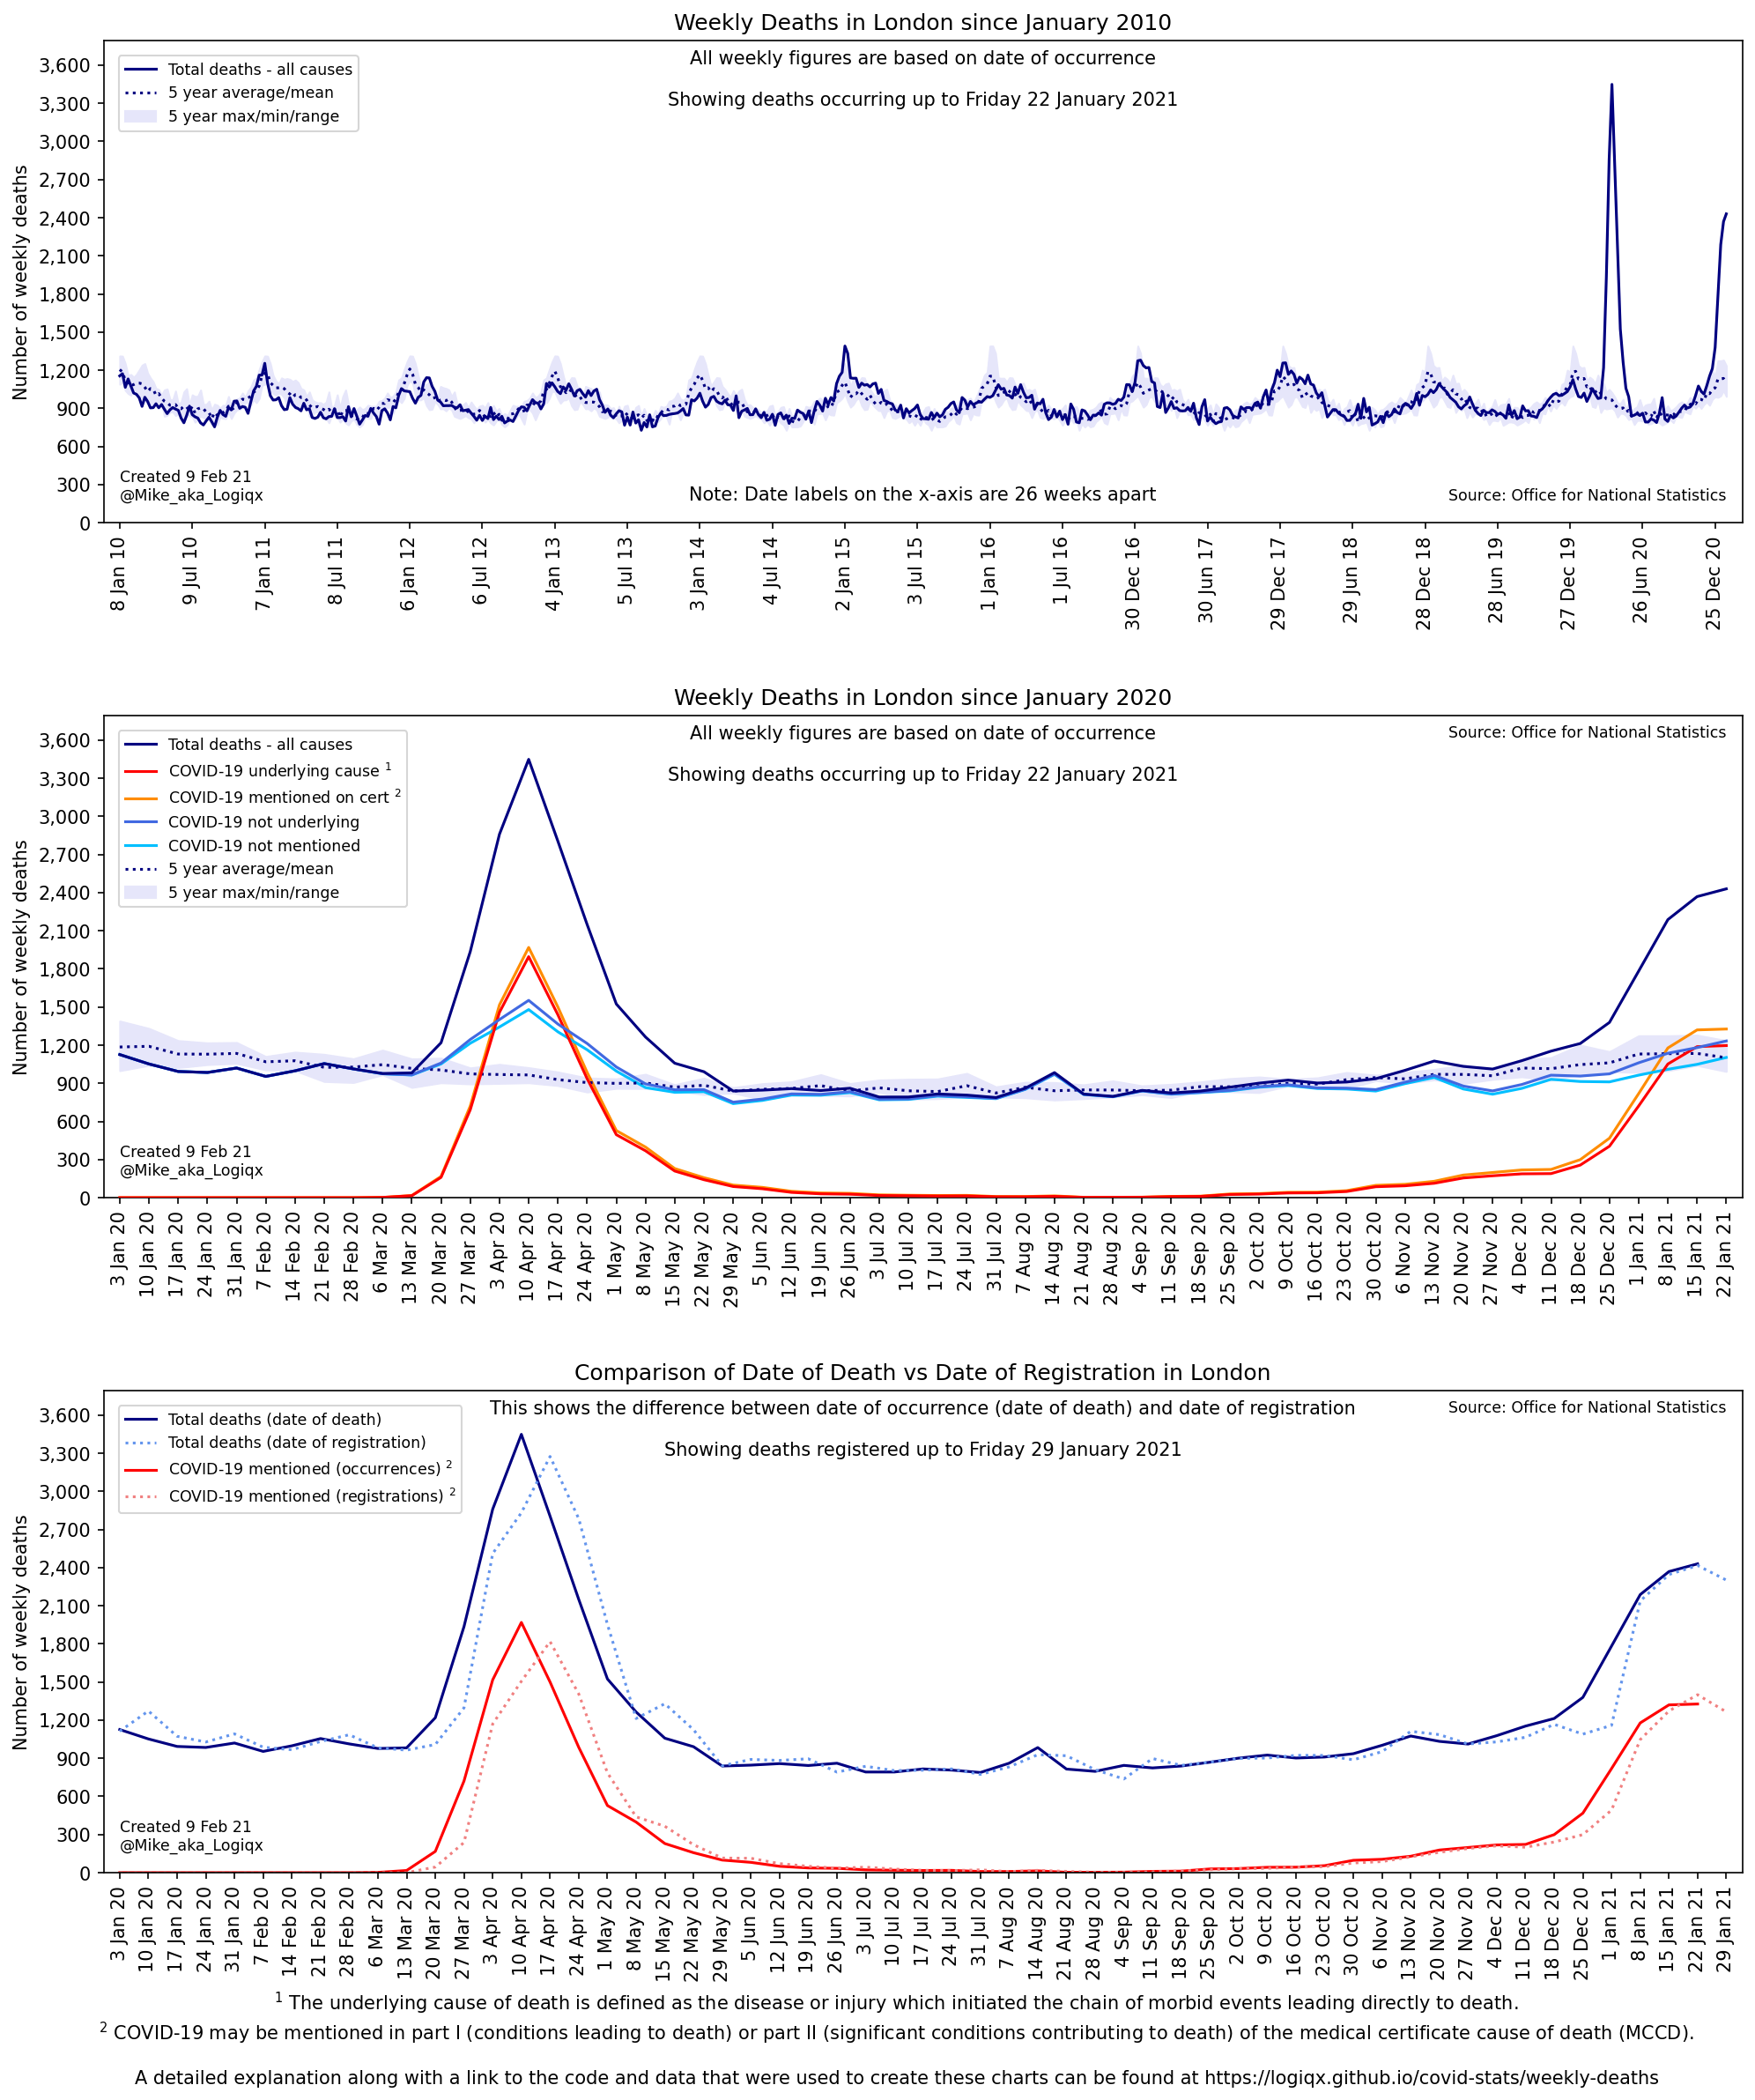 Weekly Deaths in London since January 2010
All weekly figures are based on date of occurrence
Showing deaths occurring up to Friday 22 January 2021
Total deaths - all causes
5 year average/mean
5 year max/min/range
Number of weekly deaths
3,600
3,300
3,000
2,700
2,400
2,100
1,800
1,500
1,200
900
600
300
0
Created 9 Feb 21
@Mike_aka_Logiqx
Note: Date labels on the x-axis are 26 weeks apart
Source: Office for National Statistics
8 Jan 10
9 Jul 10
7 Jan 11
8 Jul 11
6 Jan 12
6 Jul 12
4 Jan 13
5 Jul 13
3 Jan 14
4 Jul 14
2 Jan 15
3 Jul 15
1 Jan 16
1 Jul 16
30 Dec 16
30 Jun 17
29 Dec 17
29 Jun 18
28 Dec 18
28 Jun 19
27 Dec 19
26 Jun 20
25 Dec 20
Weekly Deaths in London since January 2020
All weekly figures are based on date of occurrence
Showing deaths occurring up to Friday 22 January 2021
Source: Office for National Statistics
Total deaths - all causes
COVID-19 underlying cause 1
COVID-19 mentioned on cert 2
COVID-19 not underlying
COVID-19 not mentioned
5 year average/mean
5 year max/min/range
Number of weekly deaths
3,600
3,300
3,000
2,700
2,400
2,100
1,800
1,500
1,200
900
600
300
0
Created 9 Feb 21
@Mike_aka_Logiqx
3 Jan 20
10 Jan 20
17 Jan 20
24 Jan 20
31 Jan 20
7 Feb 20
14 Feb 20
21 Feb 20
28 Feb 20
6 Mar 20
13 Mar 20
20 Mar 20
27 Mar 20
3 Apr 20
10 Apr 20
17 Apr 20
24 Apr 20
1 May 20
8 May 20
15 May 20
22 May 20
29 May 20
5 Jun 20
12 Jun 20
19 Jun 20
26 Jun 20
3 Jul 20
10 Jul 20
17 Jul 20
24 Jul 20
31 Jul 20
7 Aug 20
14 Aug 20
21 Aug 20
28 Aug 20
4 Sep 20
11 Sep 20
18 Sep 20
25 Sep 20
2 Oct 20
9 Oct 20
16 Oct 20
23 Oct 20
30 Oct 20
6 Nov 20
13 Nov 20
20 Nov 20
27 Nov 20
4 Dec 20
11 Dec 20
18 Dec 20
25 Dec 20
1 Jan 21
8 Jan 21
15 Jan 21
22 Jan 21
Comparison of Date of Death vs Date of Registration in London
This shows the difference between date of occurrence (date of death) and date of registration
Showing deaths registered up to Friday 29 January 2021
Source: Office for National Statistics
Total deaths (date of death)
Total deaths (date of registration)
COVID-19 mentioned (occurrences) 2
COVID-19 mentioned (registrations) 2
Number of weekly deaths
3,600
3,300
3,000
2,700
2,400
2,100
1,800
1,500
1,200
900
600
300
0
Created 9 Feb 21
@Mike_aka_Logiqx
3 Jan 20
10 Jan 20
17 Jan 20
24 Jan 20
31 Jan 20
7 Feb 20
14 Feb 20
21 Feb 20
28 Feb 20
6 Mar 20
13 Mar 20
20 Mar 20
27 Mar 20
3 Apr 20
10 Apr 20
17 Apr 20
24 Apr 20
1 May 20
8 May 20
15 May 20
22 May 20
29 May 20
5 Jun 20
12 Jun 20
19 Jun 20
26 Jun 20
3 Jul 20
10 Jul 20
17 Jul 20
24 Jul 20
31 Jul 20
7 Aug 20
14 Aug 20
21 Aug 20
28 Aug 20
4 Sep 20
11 Sep 20
18 Sep 20
25 Sep 20
2 Oct 20
9 Oct 20
16 Oct 20
23 Oct 20
30 Oct 20
6 Nov 20
13 Nov 20
20 Nov 20
27 Nov 20
4 Dec 20
11 Dec 20
18 Dec 20
25 Dec 20
1 Jan 21
8 Jan 21
15 Jan 21
22 Jan 21
29 Jan 21
1 The underlying cause of death is defined as the disease or injury which initiated the chain of morbid events leading directly to death.
2 COVID-19 may be mentioned in part I (conditions leading to death) or part II (significant conditions contributing to death) of the medical certificate cause of death (MCCD).
A detailed explanation along with a link to the code and data that were used to create these charts can be found at https://logiqx.github.io/covid-stats/weekly-deaths